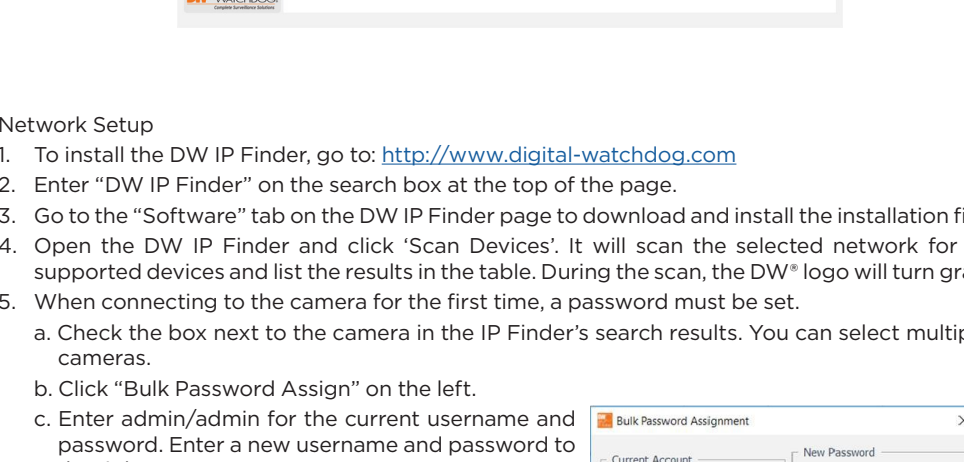 WATCHDOG
Complete Surveillance Solutions
Network Setup
1. To install the DW IP Finder, go to: http://www.digital-watchdog.com
2. Enter “DW IP Finder” on the search box at the top of the page.
3. Go to the “Software” tab on the DW IP Finder page to download and install the installation
4. Open the DW IP Finder and click ‘Scan Devices’. It will scan the selected network for
supported devices and list the results in the table. During the scan, the DW® logo will turn
5. When connecting to the camera for the first time, a password must be set.
a. Check the box next to the camera in the IP Finder’s search results. You can select
cameras.
b. Click “Bulk Password Assign” on the left.
c. Enter admin/admin for the current username and
password. Enter a new username and password to
Bulk Password Assignment
Current Account
New Password